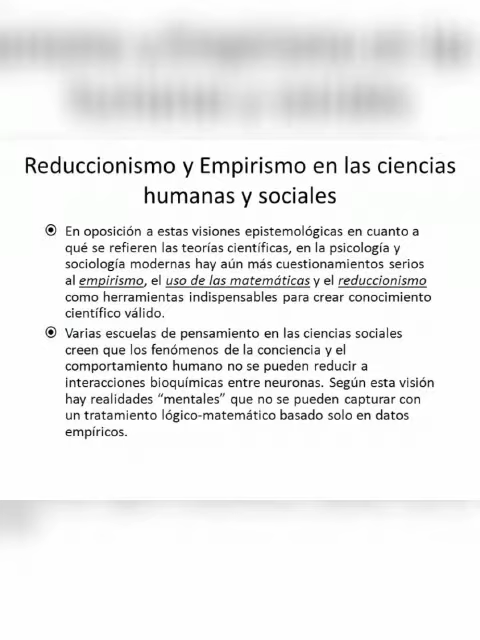 Reduccionismo y Empirismo en las ciencias
humanas y sociales
En oposición a estas visiones epistemológicas en cuanto a
qué se refieren las teorías científicas, en la psicología y
sociología modernas hay aún más cuestionamientos serios
al empirismo, el uso de las matemáticas y el reduccionismo
como herramientas indispensables para crear conocimiento
científico válido.
Varias escuelas de pensamiento en las ciencias sociales
creen que los fenómenos de la conciencia y el
comportamiento humano no se pueden reducir a
interacciones bioquímicas entre neuronas. Según esta visión
hay realidades “mentales” que no se pueden capturar con
un tratamiento lógico-matemático basado solo en datos
empíricos.